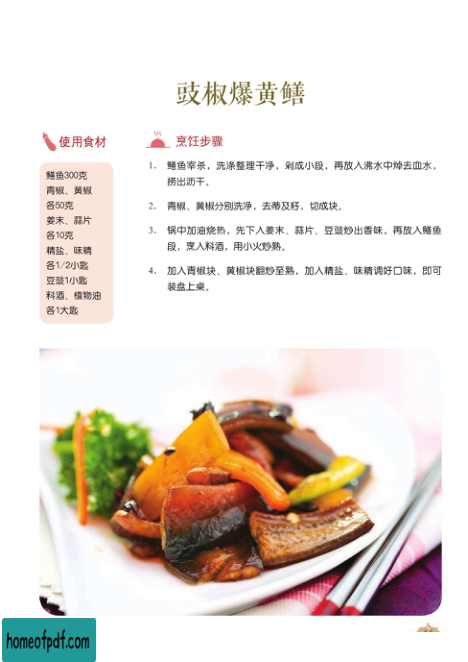 豉椒爆黄鳝
使用食材
鳝鱼300克
青椒、黄椒
各50克
姜末、蒜片
各10克
精盐、味精
各1/2小匙
豆豉1小匙
料酒、植物油
各1大匙
烹饪步骤
1. 鳝鱼宰杀，洗涤整理干净，剁成小段，再放入沸水中焯去血水，
捞出沥干。
2. 青椒、黄椒分别洗净，去蒂及籽，切成块。
3. 锅中加油烧热，先下入姜末、蒜片、豆豉炒出香味，再放入鳝鱼
段，烹入料酒，用小火炒熟。
4. 加入青椒块、黄椒块翻炒至熟，加入精盐、味精调好口味，即可
装盘上桌。
homeofpdf.com